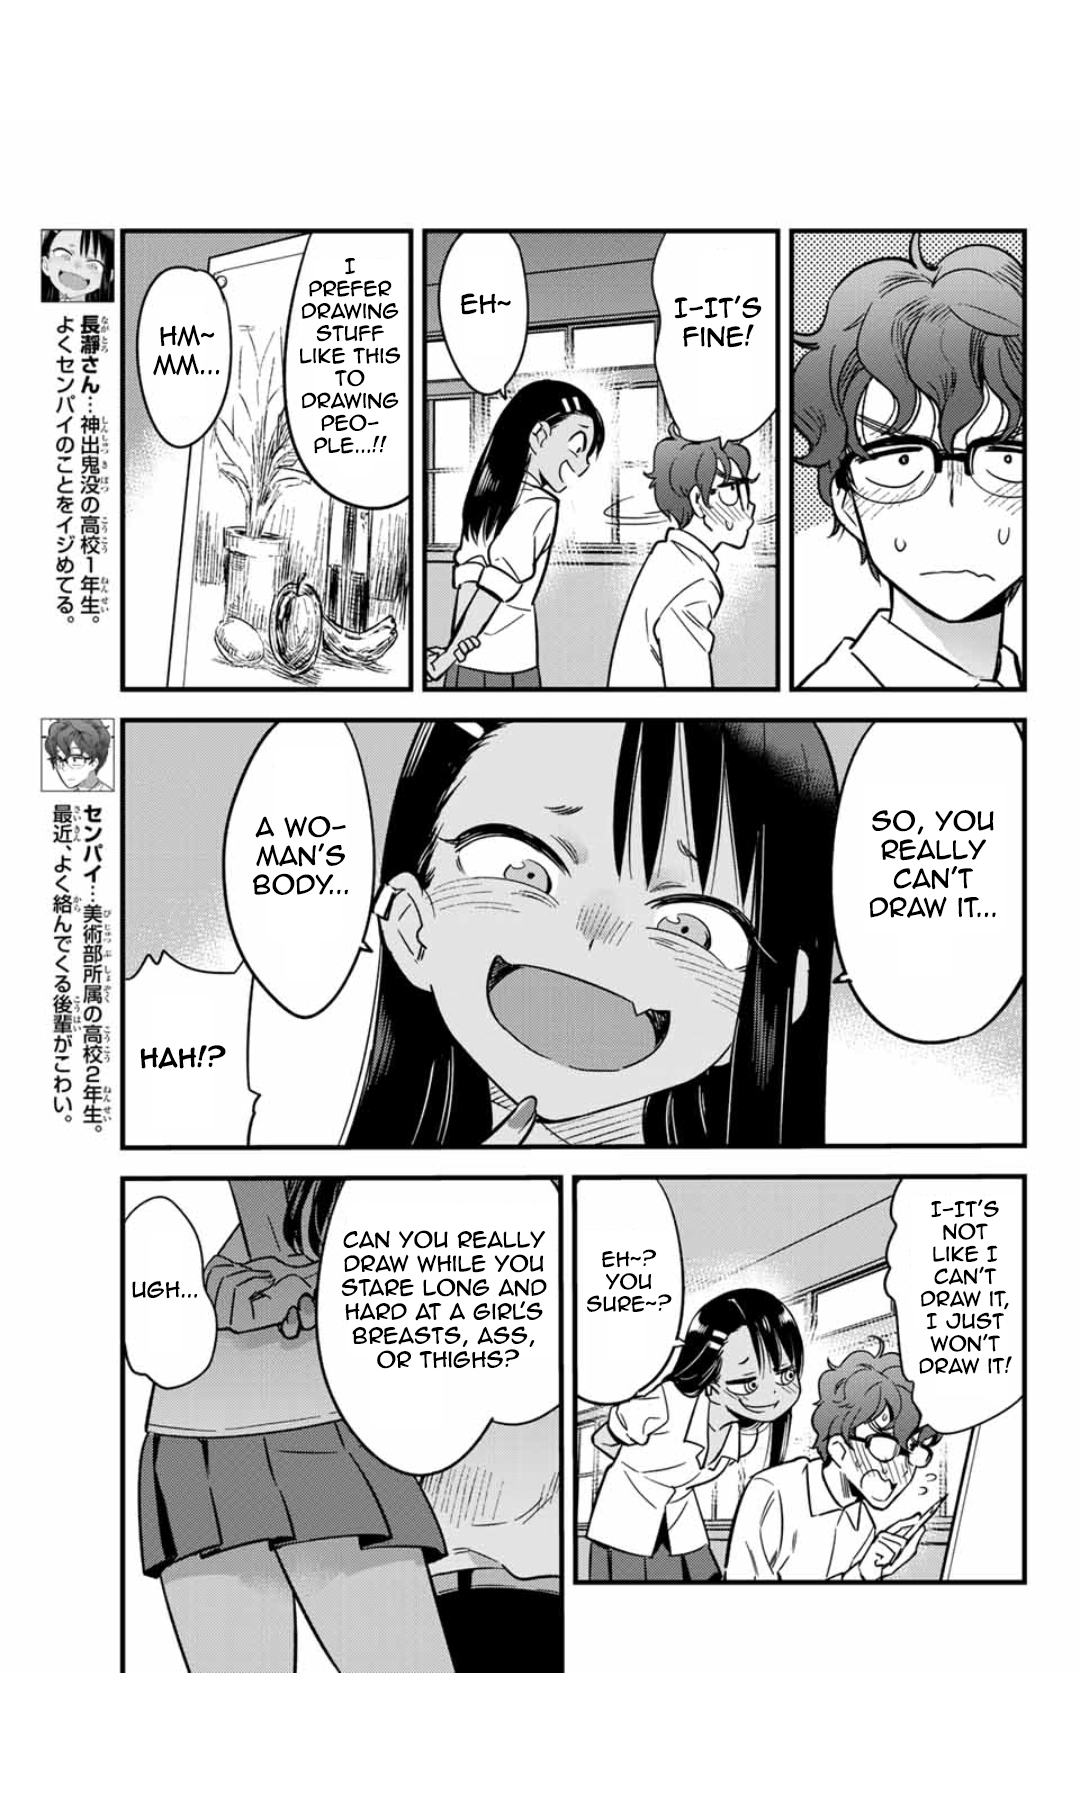 I-IT'S
FINE!
EH~
I
PREFER
DRAWING
STUFF
LIKE THIS
TO
DRAWING
PEO-
PLE...!!
HM~
MM...
長瀞さん…神出鬼没の高校1年生。
よくセンパイのことをイジめてる。
SO, YOU
REALLY
CAN'T
DRAW IT...
A WO-
MAN'S
BODY...
HAH!?
センパイ…美術部所属の高校2年生。
最近、よく絡んでくる後輩がこわい。
I-IT'S
NOT
LIKE I
CAN'T
DRAW IT,
I JUST
WON'T
DRAW IT!
EH~?
YOU
SURE~?
CAN YOU REALLY
DRAW WHILE YOU
STARE LONG AND
HARD AT A GIRL'S
BREASTS, ASS,
OR THIGHS?
UGH...